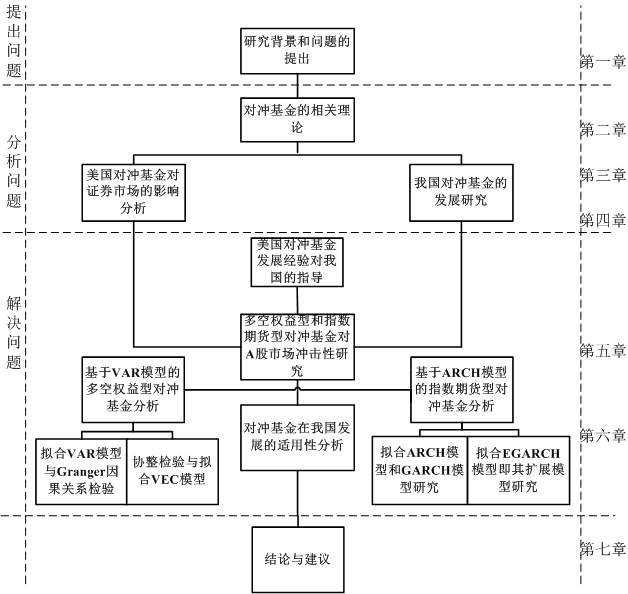 提出问题
研究背景和问题的
提出
第一章
分析问题
对冲基金的相关理
论
第二章
美国对冲基金对
证券市场的影响
分析
我国对冲基金的
发展研究
第三章
第四章
解决问题
美国对冲基金
发展经验对我
国的指导
多空权益型和指数
期货型对冲基金对
A股市场冲击性研
究
第五章
基于VAR模型的
多空权益型对冲
基金分析
基于ARCH模型
的指数期货型对
冲基金分析
对冲基金在我国发
展的适用性分析
第六章
拟合VAR模型
与Granger因
果关系检验
协整检验与拟
合VEC模型
拟合ARCH模
型和GARCH模
型研究
拟合EGARCH
模型即其扩展模
型研究
结论与建议
第七章